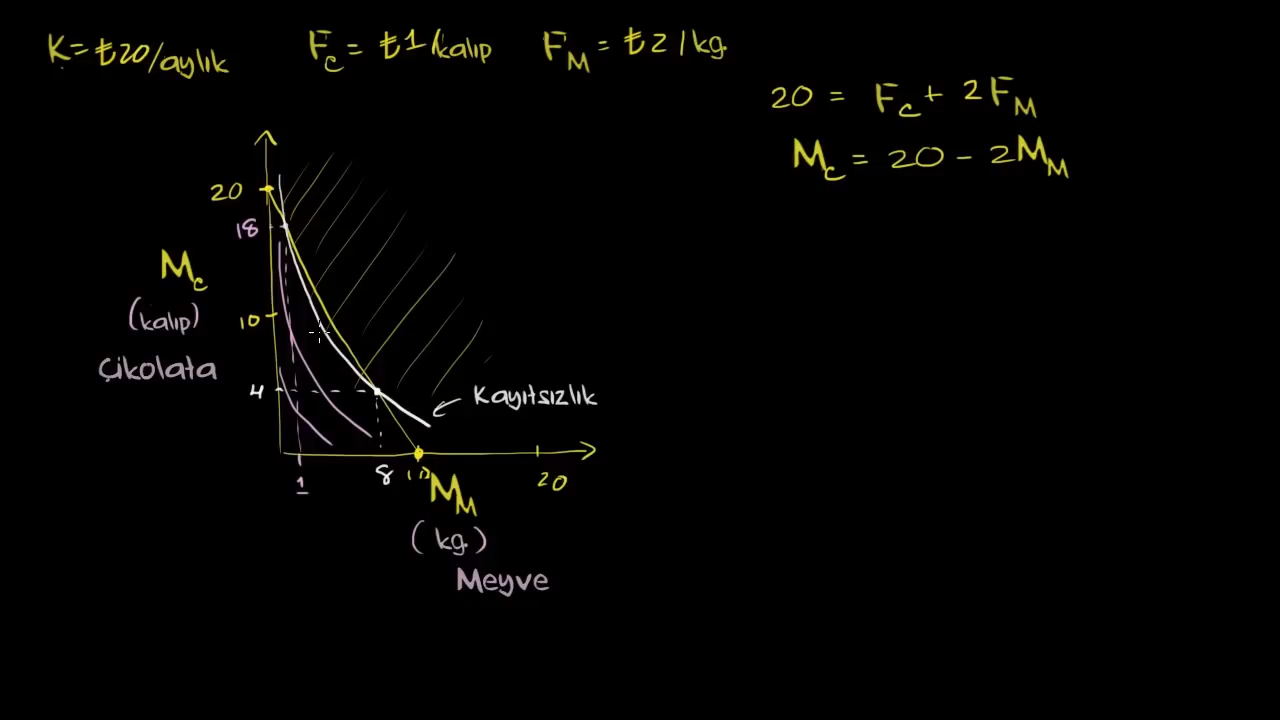 K = ₺20/aylık
F_C = ₺1/kalıp
F_M = ₺2/kg.
20 = F_C + 2F_M
M_C = 20 - 2M_M
20
18
M_C
(kalıp)
10
Çikolata
4
Kayıtsızlık
1
8
10
M_M
20
(kg.)
Meyve